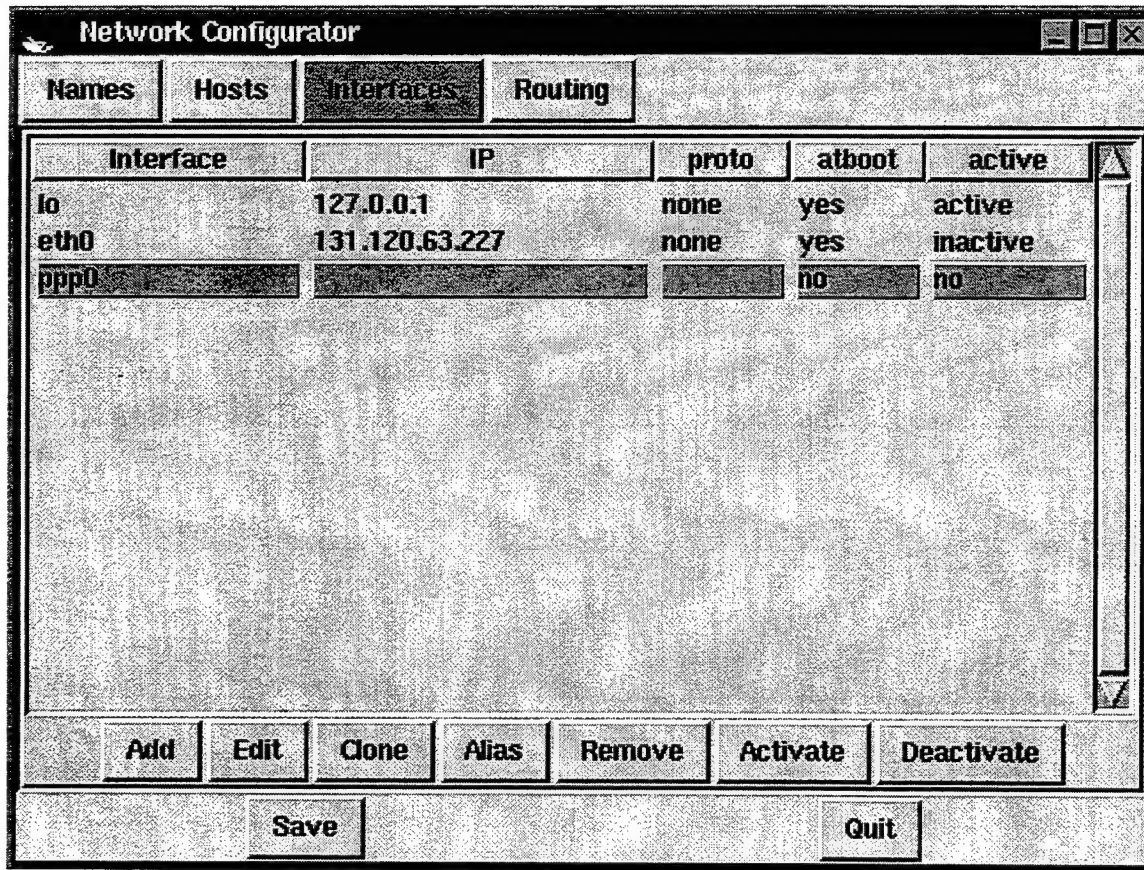 Network Configurator
Names Hosts Interfaces Routing
Interface IP proto atboot active
lo 127.0.0.1 none yes active
eth0 131.120.63.227 none yes inactive
ppp0 no no
Add Edit Clone Alias Remove Activate Deactivate
Save Quit